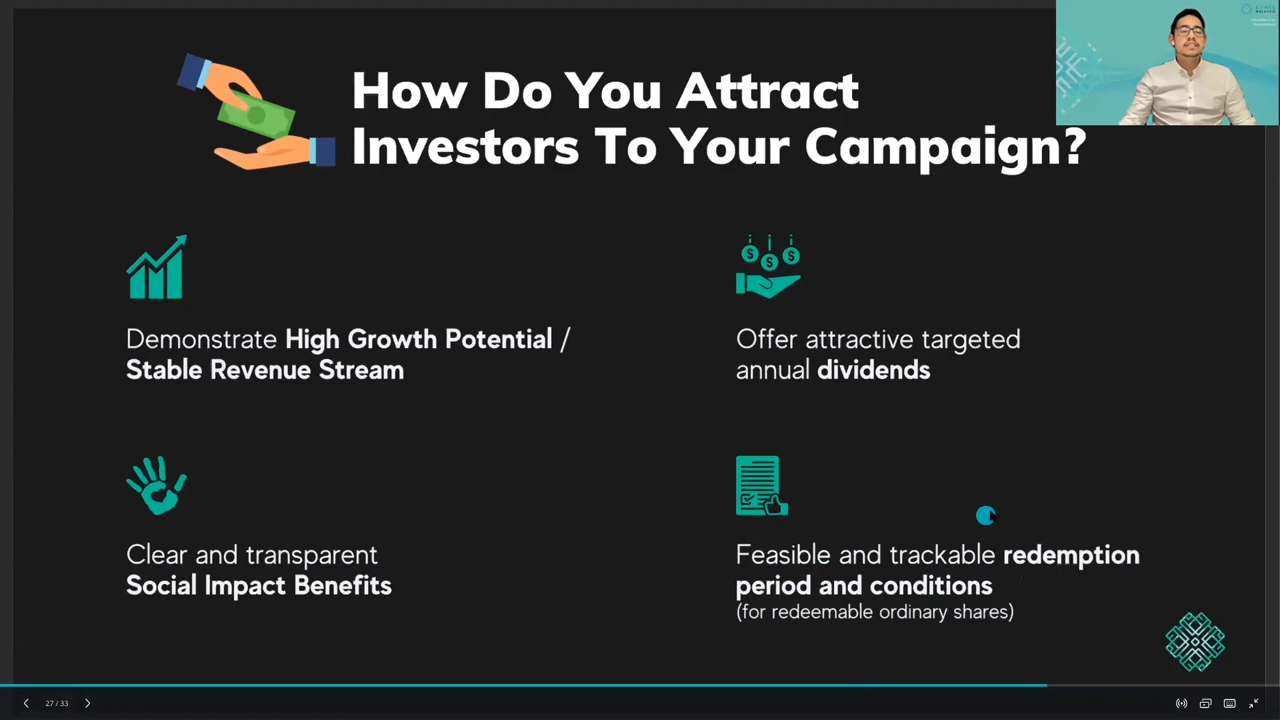 How Do You Attract
Investors To Your Campaign?
Demonstrate High Growth Potential /
Stable Revenue Stream
Offer attractive targeted
annual dividends
Clear and transparent
Social Impact Benefits
Feasible and trackable redemption
period and conditions
(for redeemable ordinary shares)
27 / 33